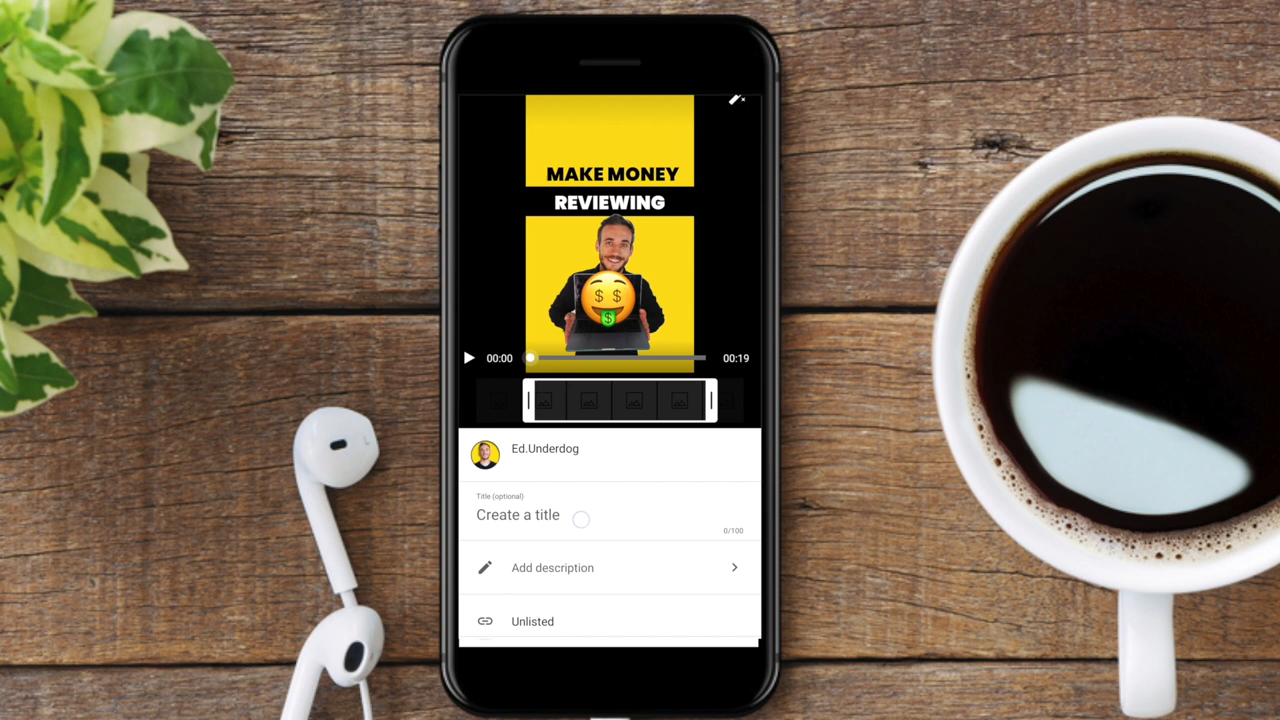 MAKE MONEY
REVIEWING
00:00 00:19
Ed.Underdog
Title (optional)
Create a title
0/100
Add description
Unlisted